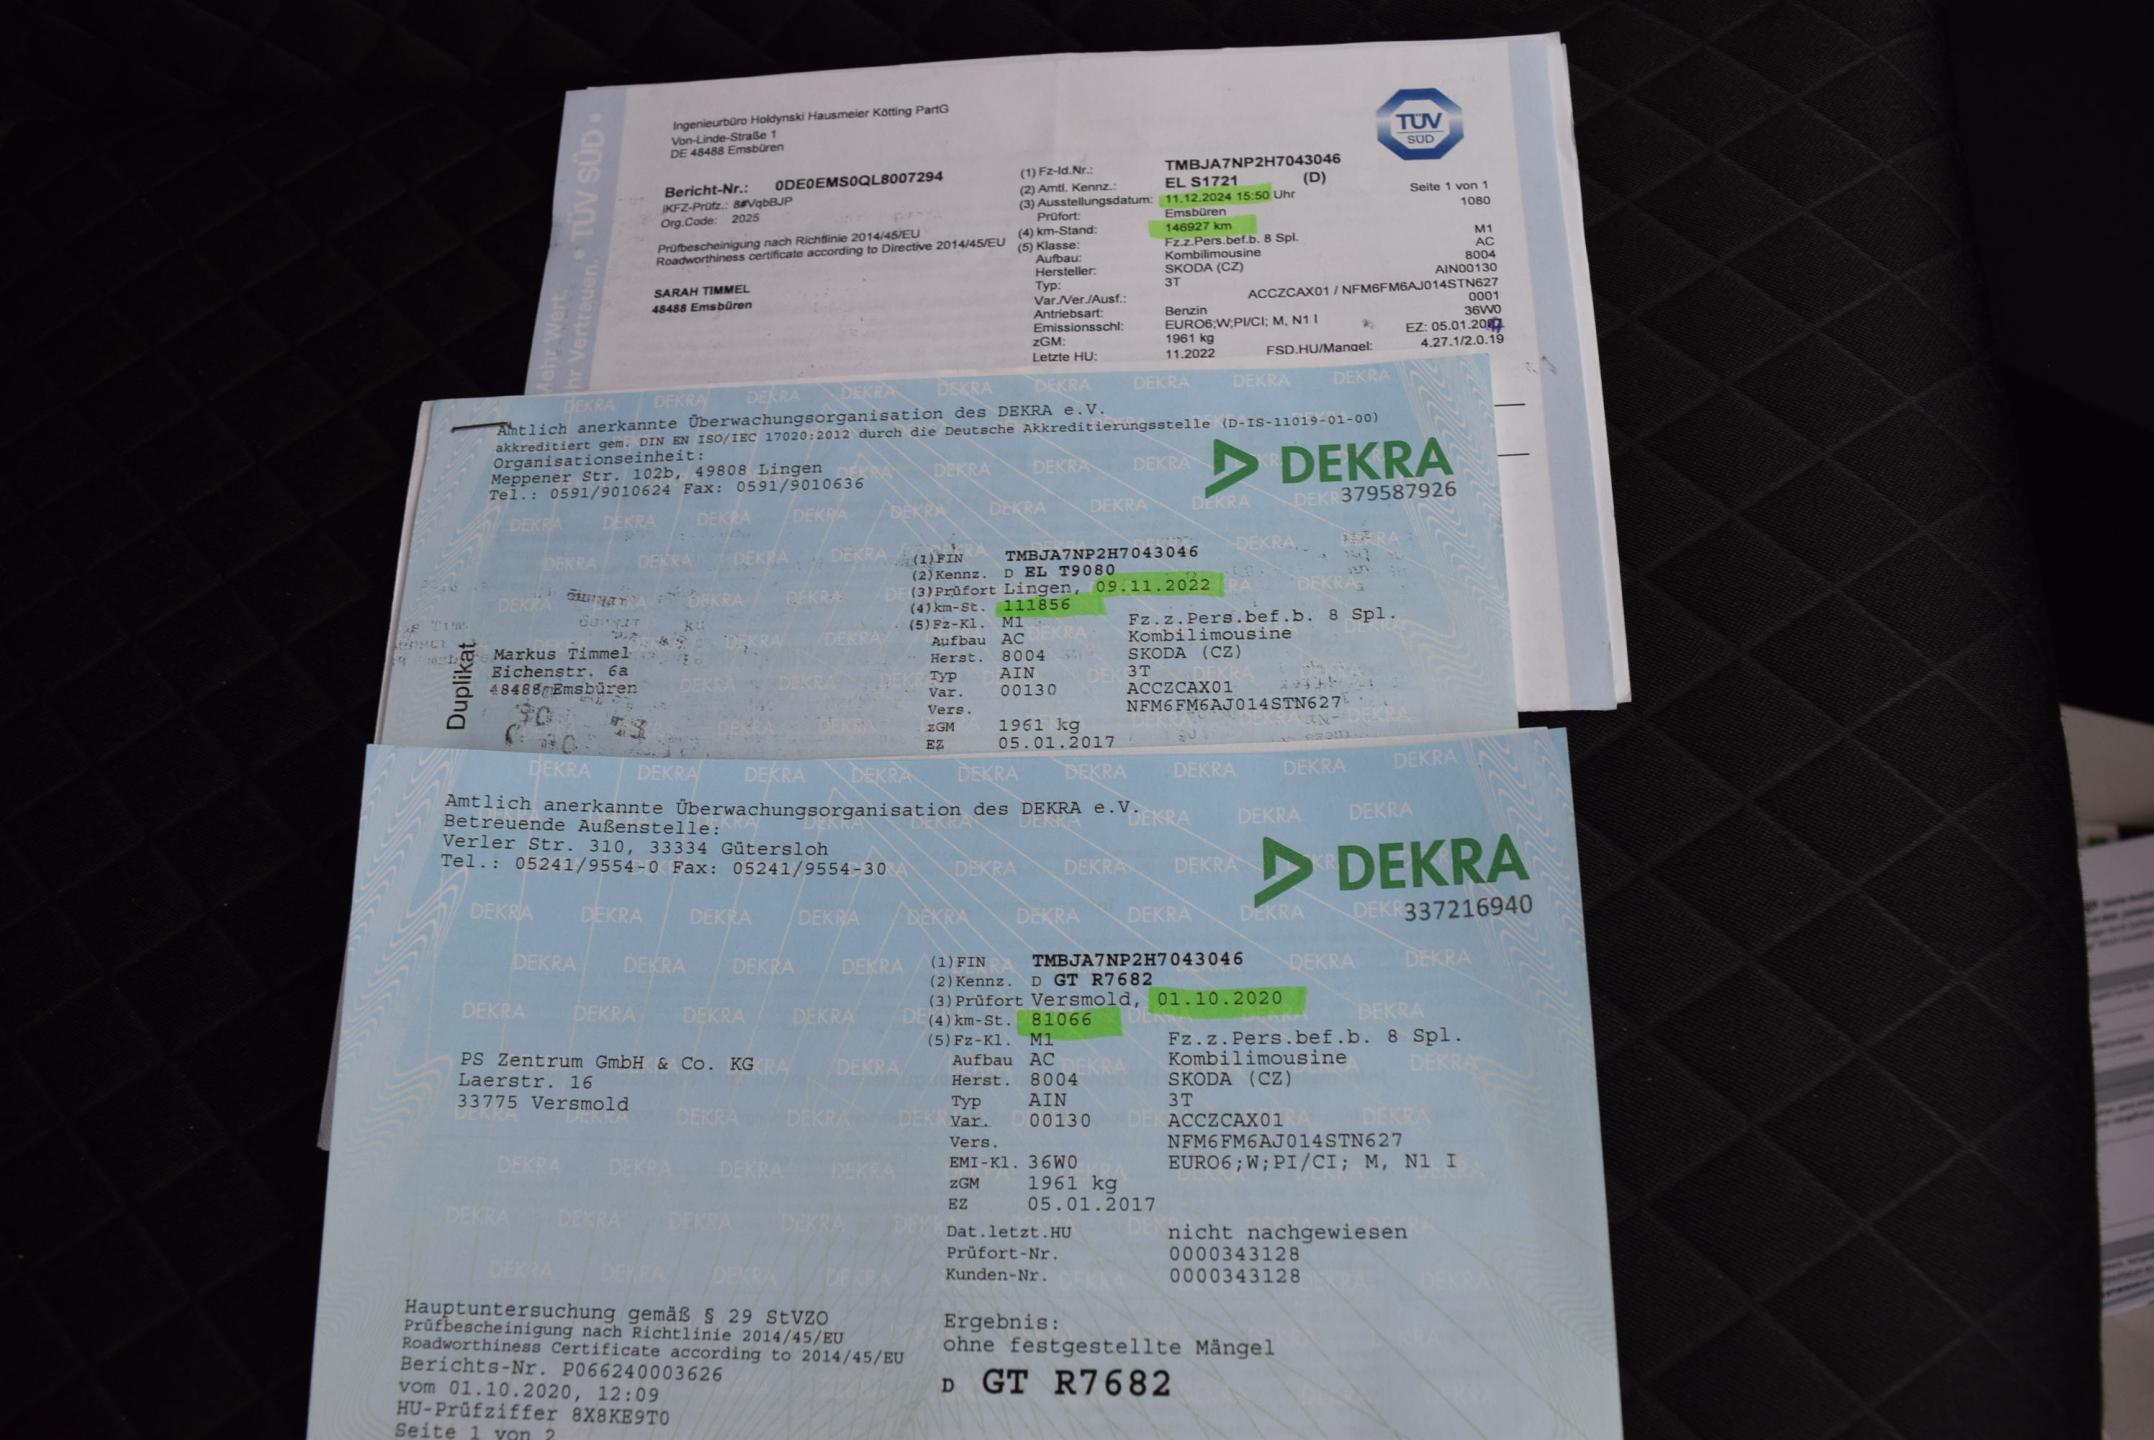 Mehr Wert.
Mehr Vertrauen. TÜV SÜD
Ingenieurbüro Holdynski Hausmeier Kötting PartG
Von-Linde-Straße 1
DE 48488 Emsbüren
TÜV
SÜD
Bericht-Nr.: 0DE0EMS0QL8007294
iKFZ-Prüfz.: 8#VqbBJP
Org.Code: 2025
Prüfbescheinigung nach Richtlinie 2014/45/EU
Roadworthiness certificate according to Directive 2014/45/EU
SARAH TIMMEL
48488 Emsbüren
(1) Fz-Id.Nr.: TMBJA7NP2H7043046
(2) Amtl. Kennz.: EL S1721 (D) Seite 1 von 1
(3) Ausstellungsdatum: 11.12.2024 15:50 Uhr 1080
Prüfort: Emsbüren
(4) km-Stand: 146927 km
(5) Klasse: Fz.z.Pers.bef.b. 8 Spl. M1
Aufbau: Kombilimousine AC
Hersteller: SKODA (CZ) 8004
Typ: 3T AIN00130
Var./Ver./Ausf.: ACCZCAX01 / NFM6FM6AJ014STN627
Antriebsart: Benzin 0001
Emissionsschl: EURO6;W;PI/CI; M, N1 I 36W0
zGM: 1961 kg EZ: 05.01.2017
Letzte HU: 11.2022 FSD.HU/Mangel: 4.27.1/2.0.19
Amtlich anerkannte Überwachungsorganisation des DEKRA e.V.
akkreditiert gem. DIN EN ISO/IEC 17020:2012 durch die Deutsche Akkreditierungsstelle (D-IS-11019-01-00)
Organisationseinheit:
Meppener Str. 102b, 49808 Lingen
Tel.: 0591/9010624 Fax: 0591/9010636
DEKRA
379587926
Duplikat
Markus Timmel
Eichenstr. 6a
48488 Emsbüren
(1)FIN TMBJA7NP2H7043046
(2)Kennz. D EL T9080
(3)Prüfort Lingen, 09.11.2022
(4)km-St. 111856
(5)Fz-Kl. M1 Fz.z.Pers.bef.b. 8 Spl.
Aufbau AC Kombilimousine
Herst. 8004 SKODA (CZ)
Typ AIN 3T
Var. 00130 ACCZCAX01
Vers. NFM6FM6AJ014STN627
zGM 1961 kg
EZ 05.01.2017
Amtlich anerkannte Überwachungsorganisation des DEKRA e.V.
Betreuende Außenstelle:
Verler Str. 310, 33334 Gütersloh
Tel.: 05241/9554-0 Fax: 05241/9554-30
DEKRA
337216940
PS Zentrum GmbH & Co. KG
Laerstr. 16
33775 Versmold
(1)FIN TMBJA7NP2H7043046
(2)Kennz. D GT R7682
(3)Prüfort Versmold, 01.10.2020
(4)km-St. 81066
(5)Fz-Kl. M1 Fz.z.Pers.bef.b. 8 Spl.
Aufbau AC Kombilimousine
Herst. 8004 SKODA (CZ)
Typ AIN 3T
Var. 00130 ACCZCAX01
Vers. NFM6FM6AJ014STN627
EMI-Kl. 36W0 EURO6;W;PI/CI; M, N1 I
zGM 1961 kg
EZ 05.01.2017
Dat.letzt.HU nicht nachgewiesen
Prüfort-Nr. 0000343128
Kunden-Nr. 0000343128
Hauptuntersuchung gemäß § 29 StVZO
Prüfbescheinigung nach Richtlinie 2014/45/EU
Roadworthiness Certificate according to 2014/45/EU
Berichts-Nr. P066240003626
vom 01.10.2020, 12:09
HU-Prüfziffer 8X8KE9T0
Seite 1 von 2
Ergebnis:
ohne festgestellte Mängel
D GT R7682